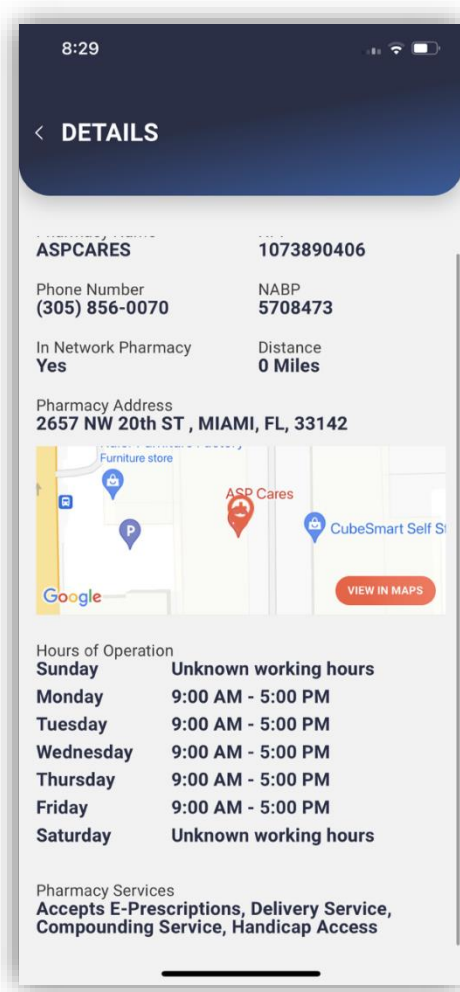 8:29
< DETAILS
Pharmacy Name
ASPCARES 1073890406
Phone Number NABP
(305) 856-0070 5708473
In Network Pharmacy Distance
Yes 0 Miles
Pharmacy Address
2657 NW 20th ST , MIAMI, FL, 33142
Furniture Factory
Furniture store
ASP Cares
P
CubeSmart Self St
Google
VIEW IN MAPS
Hours of Operation
Sunday Unknown working hours
Monday 9:00 AM - 5:00 PM
Tuesday 9:00 AM - 5:00 PM
Wednesday 9:00 AM - 5:00 PM
Thursday 9:00 AM - 5:00 PM
Friday 9:00 AM - 5:00 PM
Saturday Unknown working hours
Pharmacy Services
Accepts E-Prescriptions, Delivery Service,
Compounding Service, Handicap Access